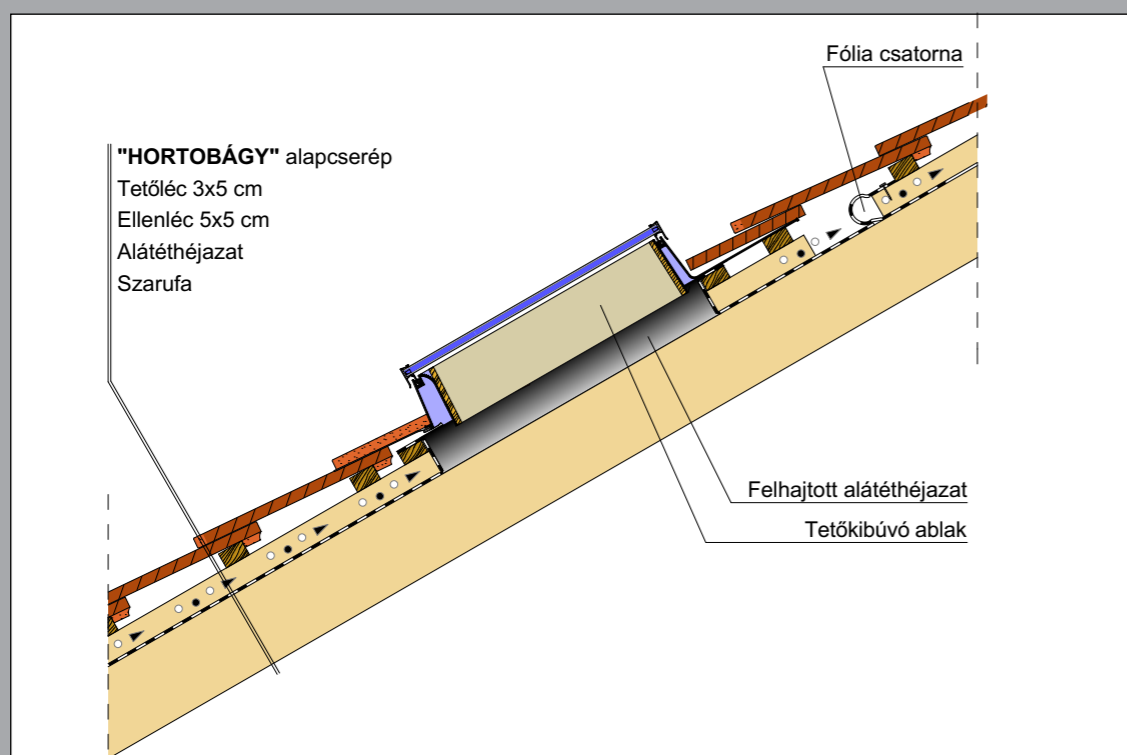 Fólia csatorna
"HORTOBÁGY" alapcserép
Tetőléc 3x5 cm
Ellenléc 5x5 cm
Alátéthéjazat
Szarufa
Felhajtott alátéthéjazat
Tetőkibúvó ablak